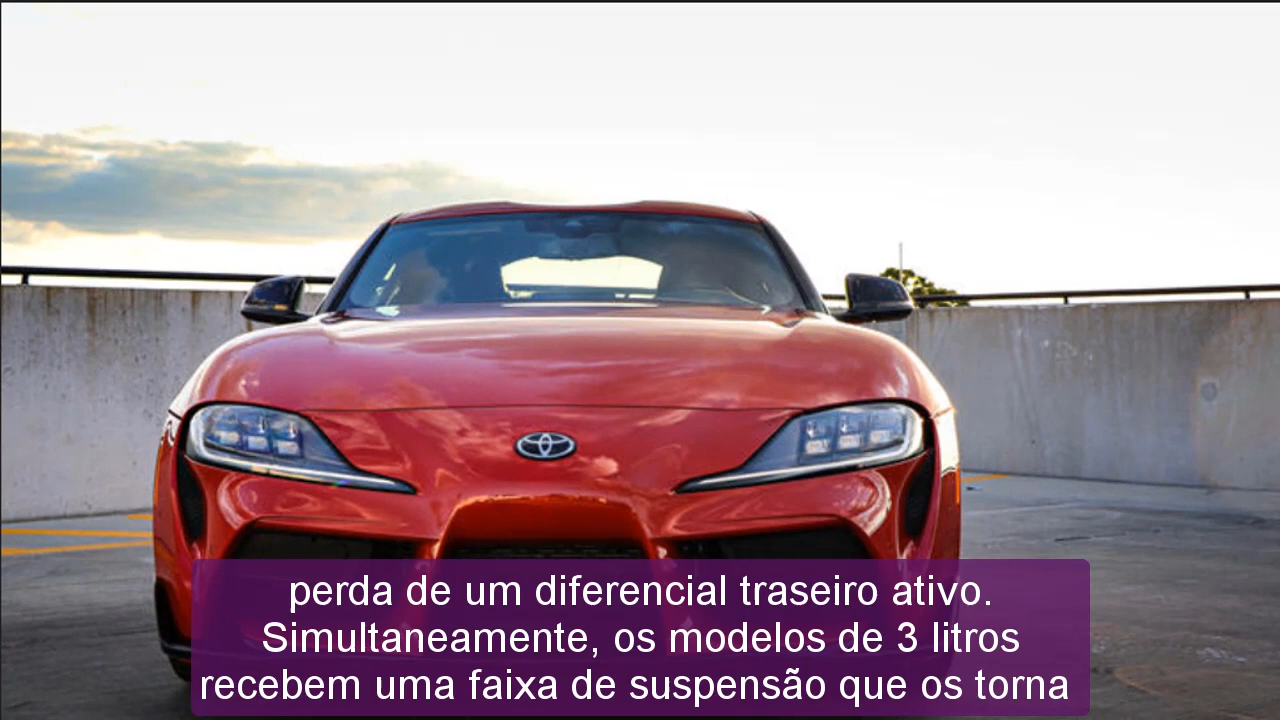 perda de um diferencial traseiro ativo.
Simultaneamente, os modelos de 3 litros
recebem uma faixa de suspensão que os torna